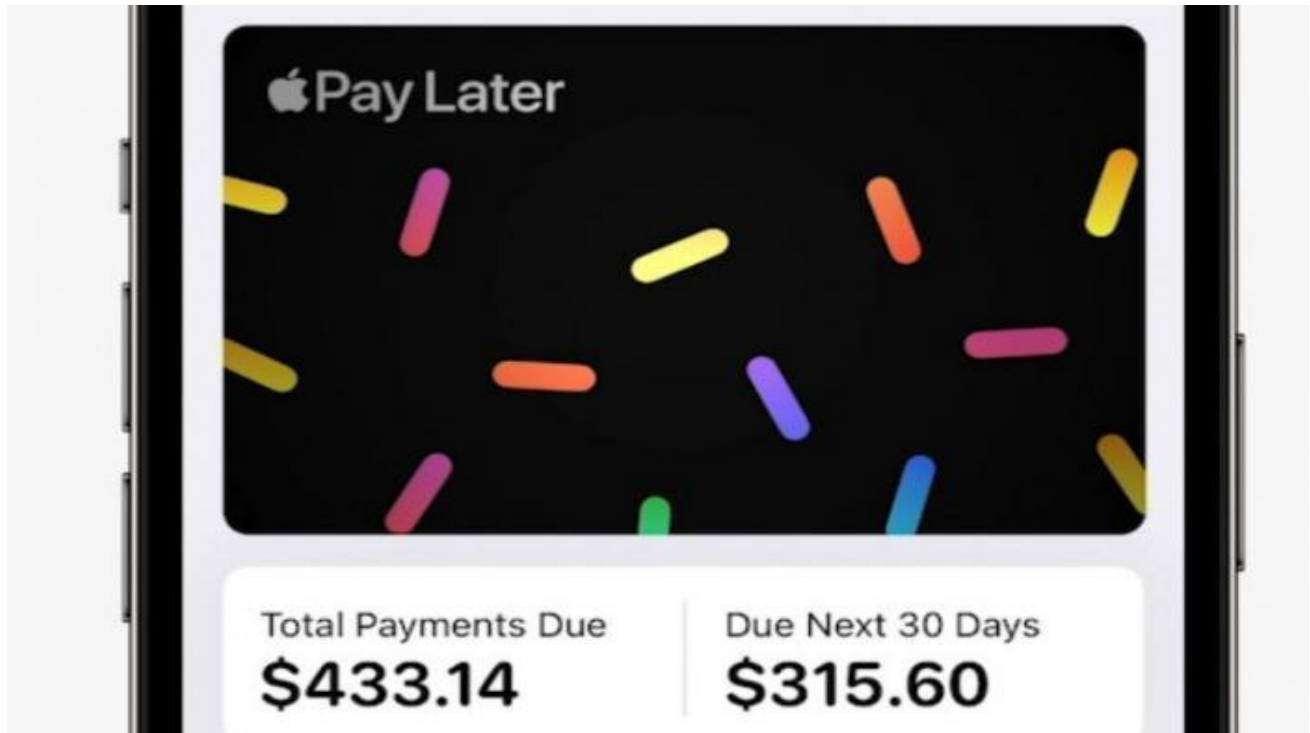 Pay Later
Total Payments Due
$433.14
Due Next 30 Days
$315.60